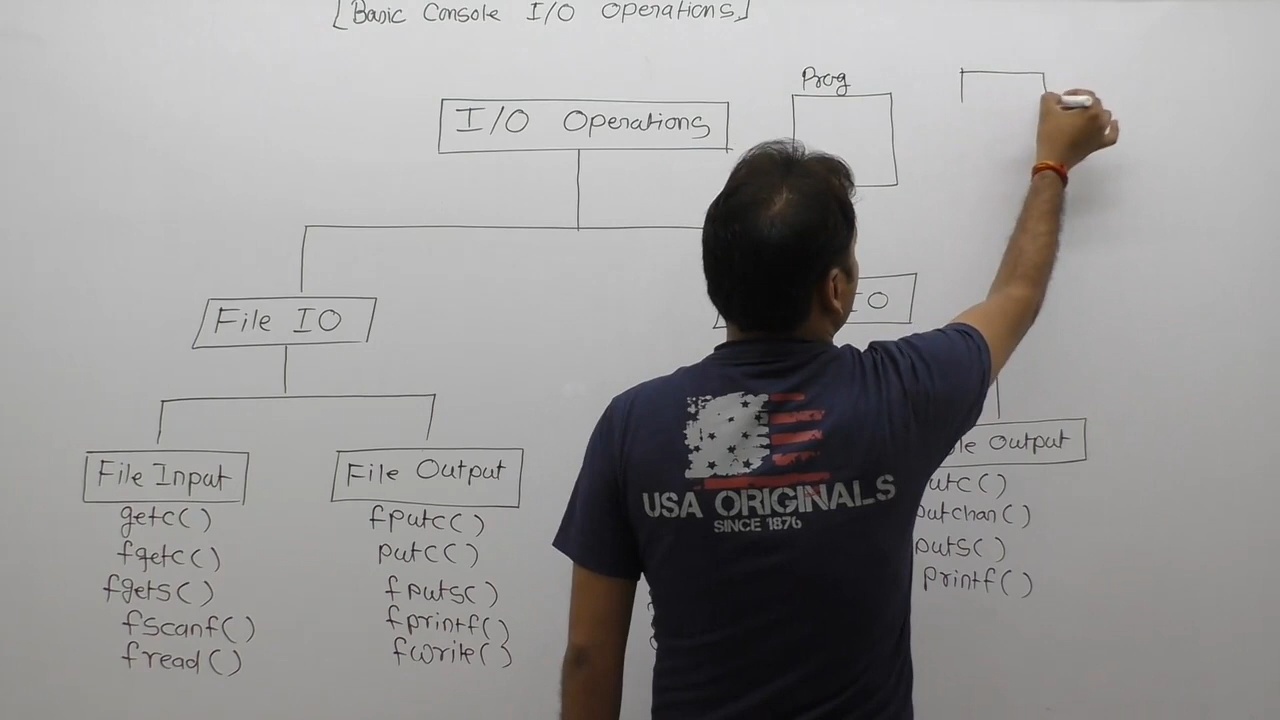 [Basic Console I/O Operations]
Prog
I/O Operations
File IO
IO
File Input
File Output
Output
getc()
fgetc()
fgets()
fscanf()
fread()
fputc()
putc()
fputs()
fprintf()
fwrite()
utc()
putchar()
puts()
printf()
USA ORIGINALS
SINCE 1876